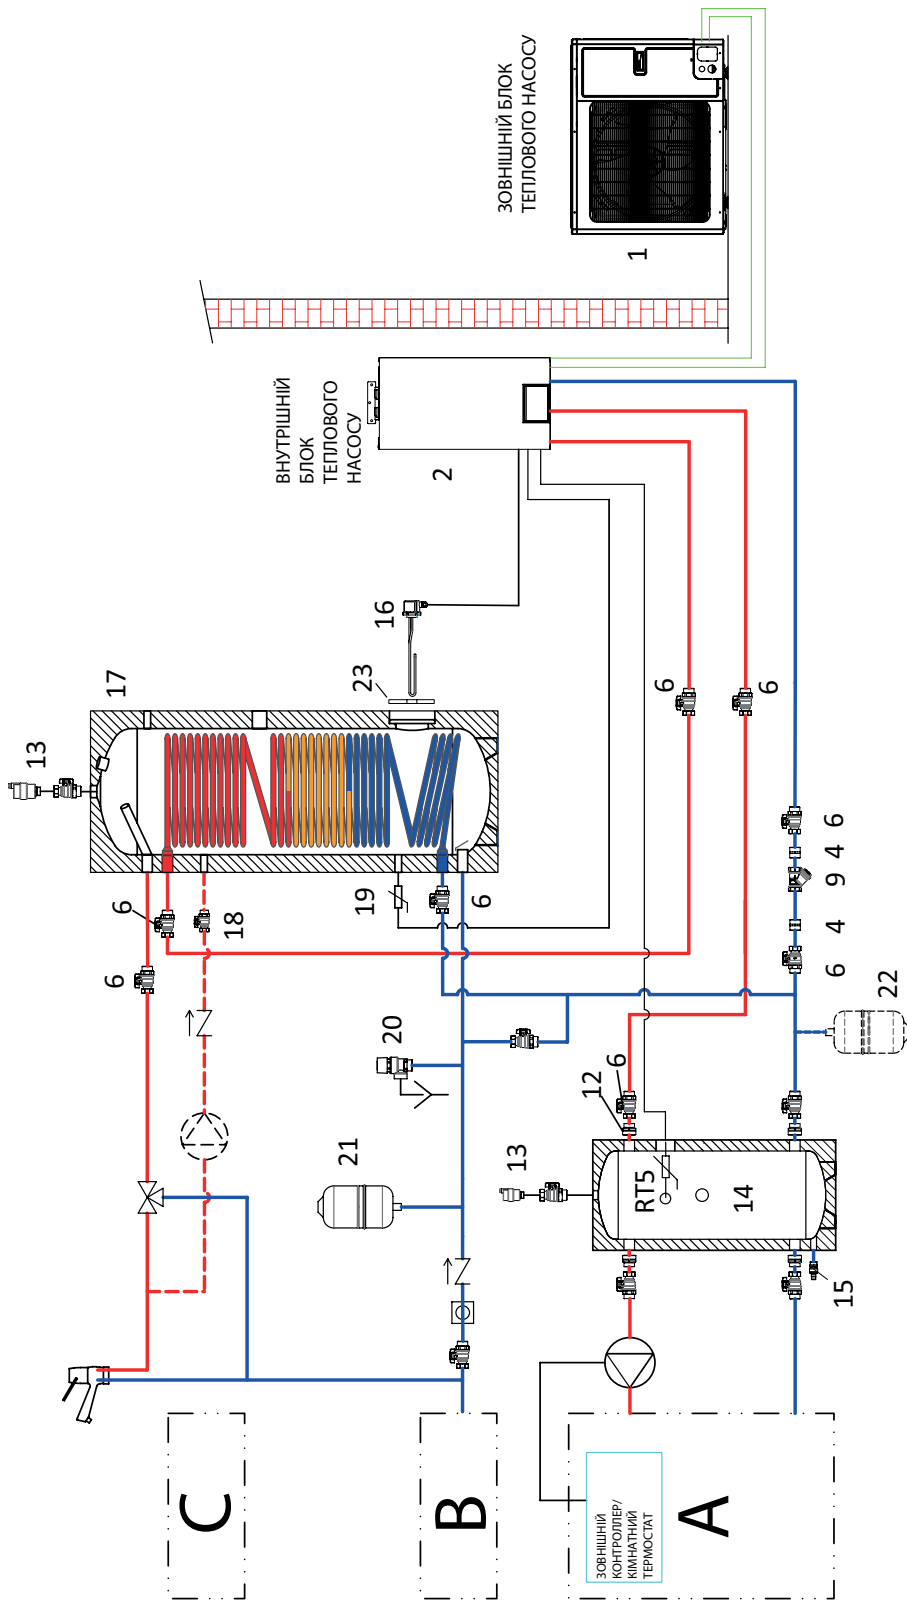 13
17
6
6
C
18
ВНУТРІШНІЙ
БЛОК
ТЕПЛОВОГО
НАСОСУ
21
19
23
16
20
2
B
6
ЗОВНІШНІЙ БЛОК
ТЕПЛОВОГО НАСОСУ
13
12
6
1
ЗОВНІШНІЙ
КОНТРОЛЛЕР/
КІМНАТНИЙ
ТЕРМОСТАТ
RT5
6
A
14
6
6 4 9 4 6
15
22